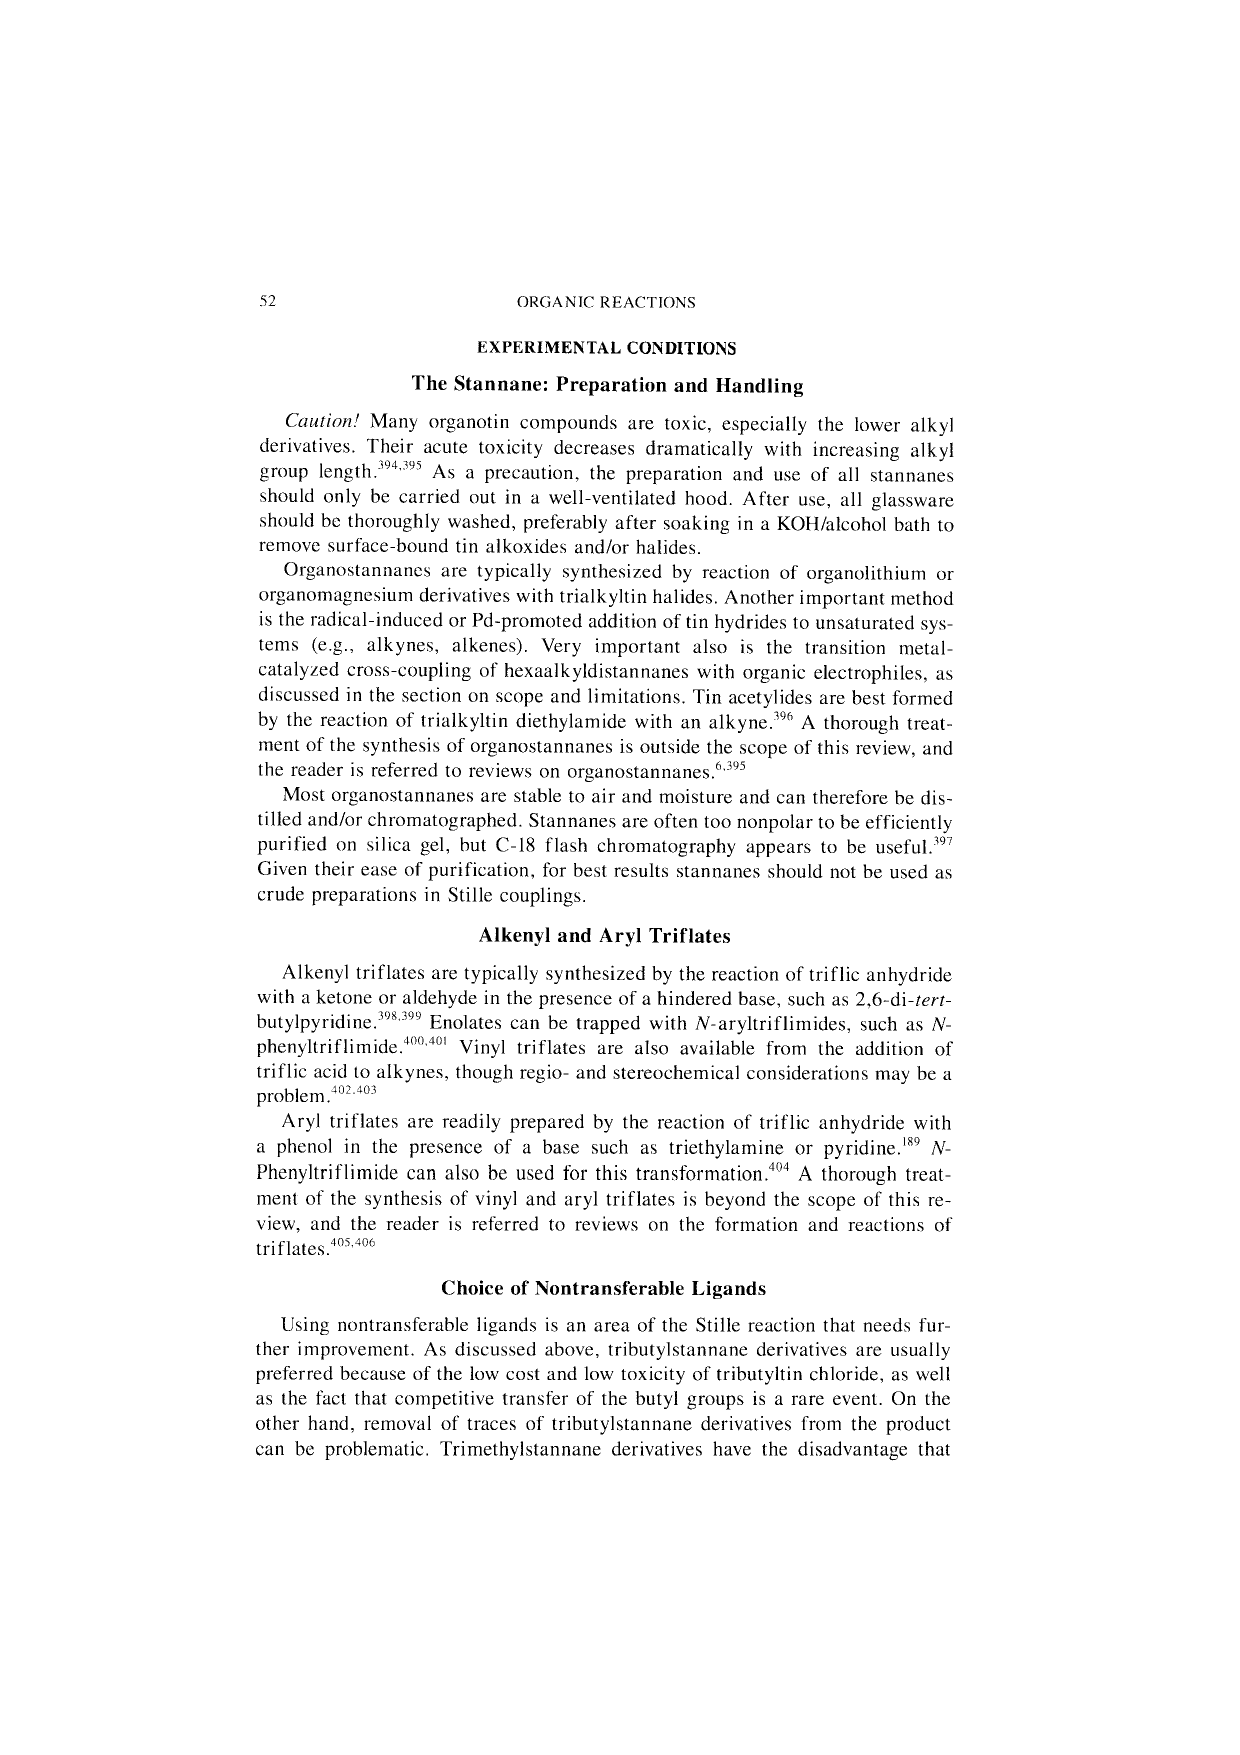 52
ORGANIC REACTIONS
EXPERIMENTAL CONDITIONS
The Stannane: Preparation and Handling
Caution! Many organotin compounds are toxic, especially the lower alkyl
derivatives. Their acute toxicity decreases dramatically with increasing alkyl
group length.394,395 As a precaution, the preparation and use of all stannanes
should only be carried out in a well-ventilated hood. After use, all glassware
should be thoroughly washed, preferably after soaking in a KOH/alcohol bath to
remove surface-bound tin alkoxides and/or halides.
Organostannanes are typically synthesized by reaction of organolithium or
organomagnesium derivatives with trialkyltin halides. Another important method
is the radical-induced or Pd-promoted addition of tin hydrides to unsaturated sys-
tems (e.g., alkynes, alkenes). Very important also is the transition metal-
catalyzed cross-coupling of hexaalkyldistannanes with organic electrophiles, as
discussed in the section on scope and limitations. Tin acetylides are best formed
by the reaction of trialkyltin diethylamide with an alkyne.396 A thorough treat-
ment of the synthesis of organostannanes is outside the scope of this review, and
the reader is referred to reviews on organostannanes.6,395
Most organostannanes are stable to air and moisture and can therefore be dis-
tilled and/or chromatographed. Stannanes are often too nonpolar to be efficiently
purified on silica gel, but C-18 flash chromatography appears to be useful.397
Given their ease of purification, for best results stannanes should not be used as
crude preparations in Stille couplings.
Alkenyl and Aryl Triflates
Alkenyl triflates are typically synthesized by the reaction of triflic anhydride
with a ketone or aldehyde in the presence of a hindered base, such as 2,6-di-tert-
butylpyridine.398,399 Enolates can be trapped with N-aryltriflimides, such as N-
phenyltriflimide.400,401 Vinyl triflates are also available from the addition of
triflic acid to alkynes, though regio- and stereochemical considerations may be a
problem.402,403
Aryl triflates are readily prepared by the reaction of triflic anhydride with
a phenol in the presence of a base such as triethylamine or pyridine.189 N-
Phenyltriflimide can also be used for this transformation.404 A thorough treat-
ment of the synthesis of vinyl and aryl triflates is beyond the scope of this re-
view, and the reader is referred to reviews on the formation and reactions of
triflates.405,406
Choice of Nontransferable Ligands
Using nontransferable ligands is an area of the Stille reaction that needs fur-
ther improvement. As discussed above, tributylstannane derivatives are usually
preferred because of the low cost and low toxicity of tributyltin chloride, as well
as the fact that competitive transfer of the butyl groups is a rare event. On the
other hand, removal of traces of tributylstannane derivatives from the product
can be problematic. Trimethylstannane derivatives have the disadvantage that